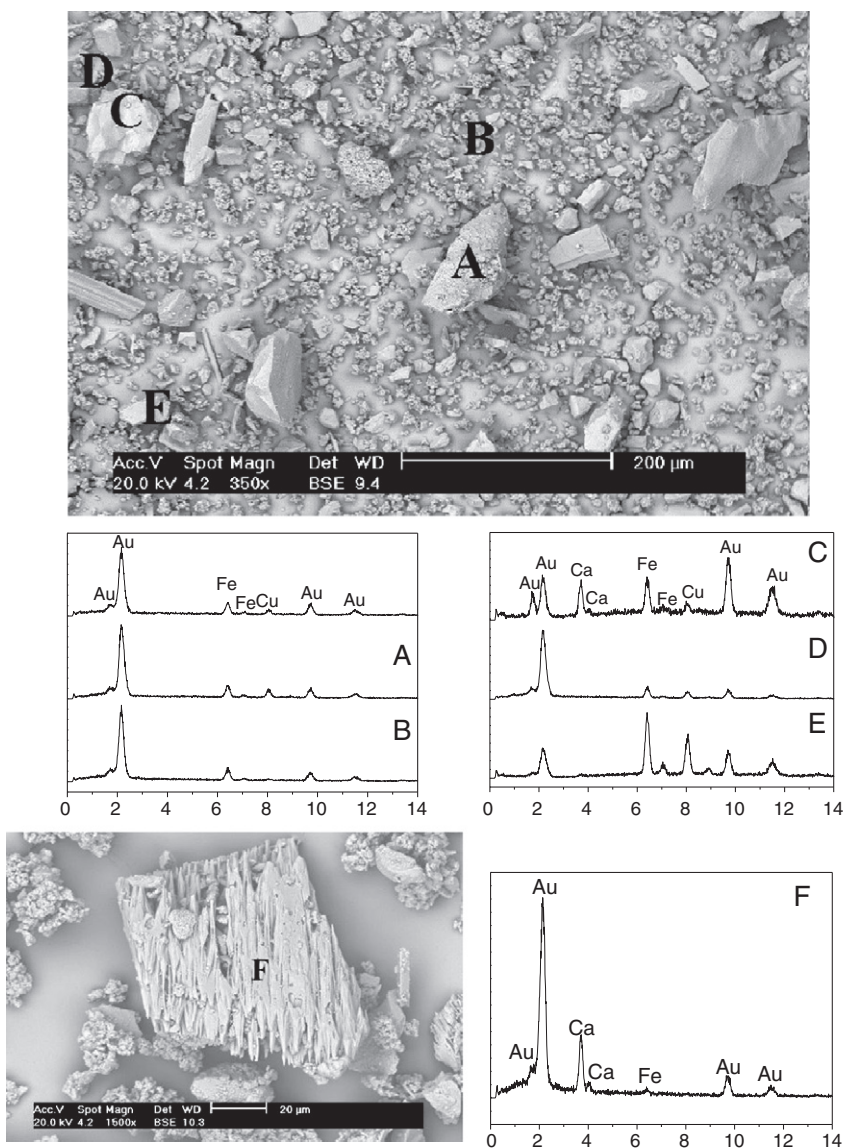 D
C
B
A
E
Acc.V Spot Magn Det WD 200 µm
20.0 kV 4.2 350x BSE 9.4
Au
Au
Fe
Fe
Cu
Au
Au
A
B
0 2 4 6 8 10 12 14
C
Au
Au
Ca
Ca
Fe
Fe
Cu
Au
Au
D
E
0 2 4 6 8 10 12 14
F
Acc.V Spot Magn Det WD 20 µm
20.0 kV 4.2 1500x BSE 10.3
F
Au
Au
Ca
Ca
Fe
Au
Au
0 2 4 6 8 10 12 14